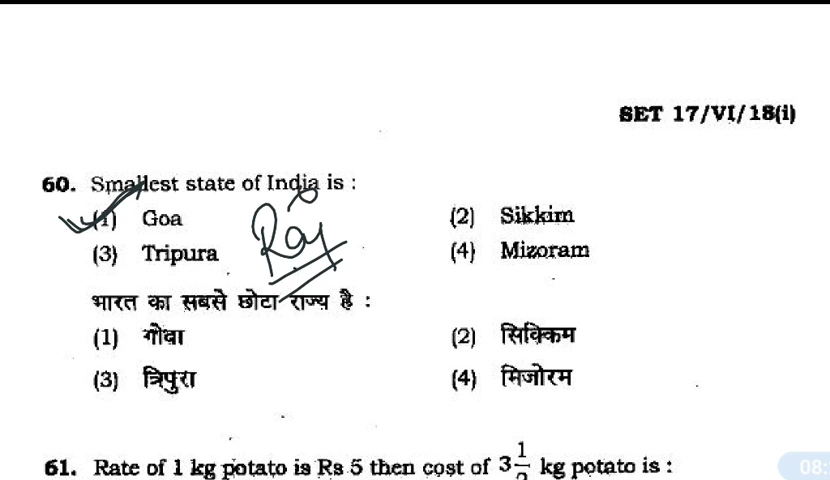 SET 17/VI/18(i)
60. Smallest state of India is :
(1) Goa (2) Sikkim
(3) Tripura (4) Mizoram
Raj
भारत का सबसे छोटा राज्य है :
(1) गोवा (2) सिक्किम
(3) त्रिपुरा (4) मिजोरम
61. Rate of 1 kg potato is Rs 5 then cost of 3 1/2 kg potato is :
08: